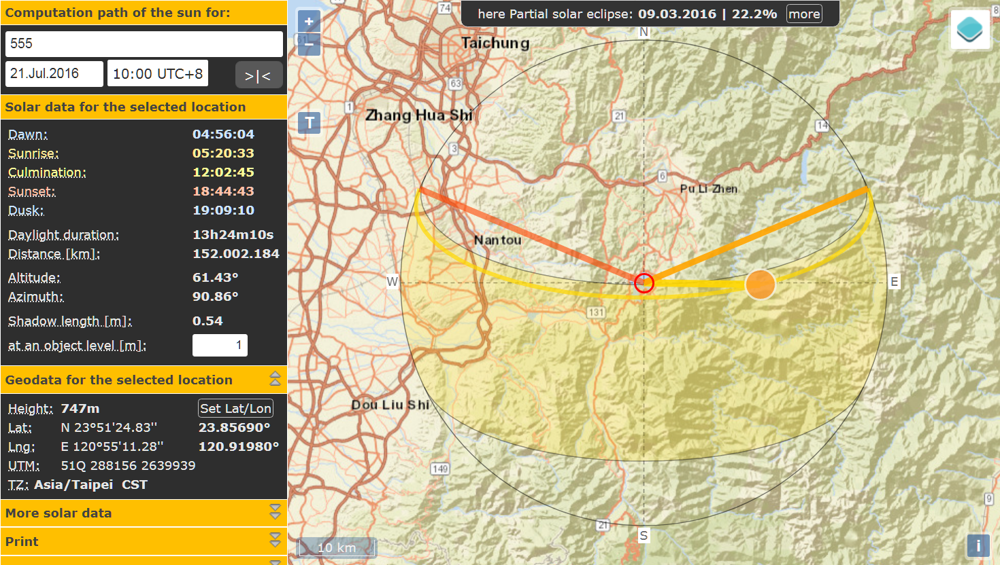 Computation path of the sun for:
555
21.Jul.2016
10:00 UTC+8
>|<
Solar data for the selected location
Dawn: 04:56:04
Sunrise: 05:20:33
Culmination: 12:02:45
Sunset: 18:44:43
Dusk: 19:09:10
Daylight duration: 13h24m10s
Distance [km]: 152.002.184
Altitude: 61.43°
Azimuth: 90.86°
Shadow length [m]: 0.54
at an object level [m]: 1
Geodata for the selected location
Height: 747m Set Lat/Lon
Lat: N 23°51'24.83'' 23.85690°
Lng: E 120°55'11.28'' 120.91980°
UTM: 51Q 288156 2639939
TZ: Asia/Taipei CST
More solar data
Print
here Partial solar eclipse: 09.03.2016 | 22.2% more
+
−
T
74
8
61
N
Taichung
63
1
Zhang Hua Shi
21
14
3
6
Pu Li Zhen
Nantou
W
E
131
Dou Liu Shi
149
9
21
S
10 km
i